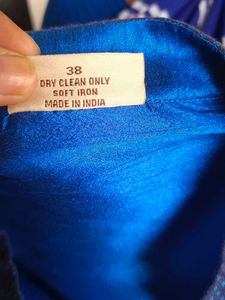 38
DRY CLEAN ONLY
SOFT IRON
MADE IN INDIA